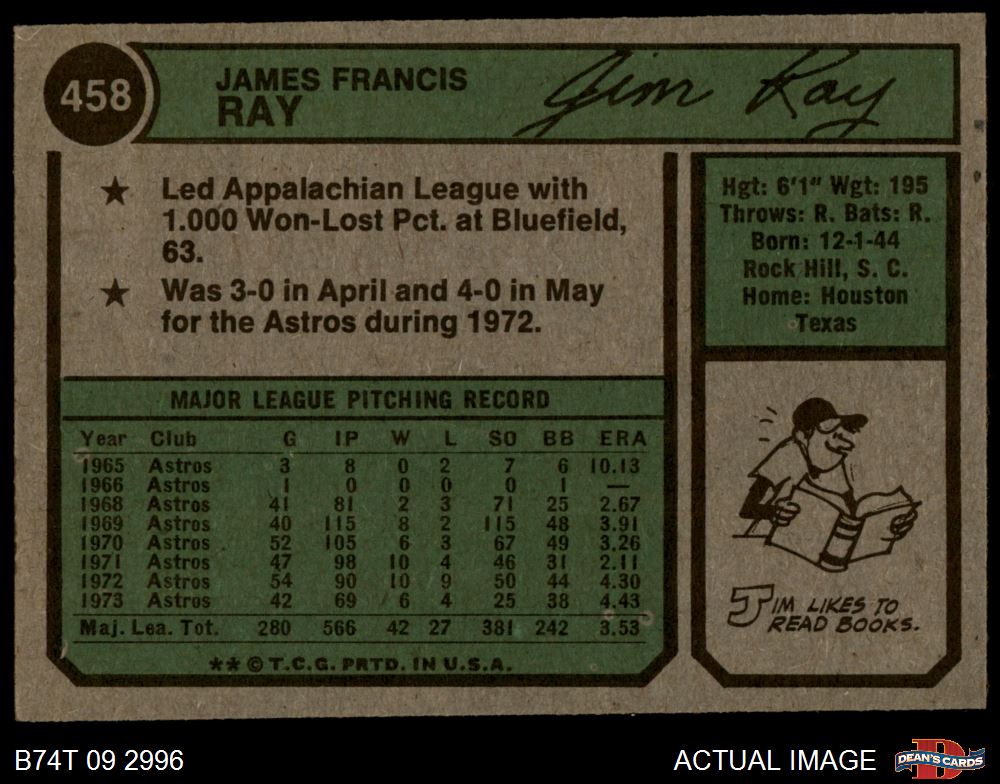 458
JAMES FRANCIS
RAY
Jim Ray
★ Led Appalachian League with
1.000 Won-Lost Pct. at Bluefield,
63.
★ Was 3-0 in April and 4-0 in May
for the Astros during 1972.
Hgt: 6'1" Wgt: 195
Throws: R. Bats: R.
Born: 12-1-44
Rock Hill, S. C.
Home: Houston
Texas
MAJOR LEAGUE PITCHING RECORD
Year Club G IP W L SO BB ERA
1965 Astros 3 8 0 2 7 6 10.13
1966 Astros 1 0 0 0 0 1 —
1968 Astros 41 81 2 3 71 25 2.67
1969 Astros 40 115 8 2 115 48 3.91
1970 Astros 52 105 6 3 67 49 3.26
1971 Astros 47 98 10 4 46 31 2.11
1972 Astros 54 90 10 9 50 44 4.30
1973 Astros 42 69 6 4 25 38 4.43
Maj. Lea. Tot. 280 566 42 27 381 242 3.53
** © T.C.G. PRTD. IN U.S.A.
JIM LIKES TO
READ BOOKS.
B74T 09 2996
ACTUAL IMAGE
DEAN'S CARDS